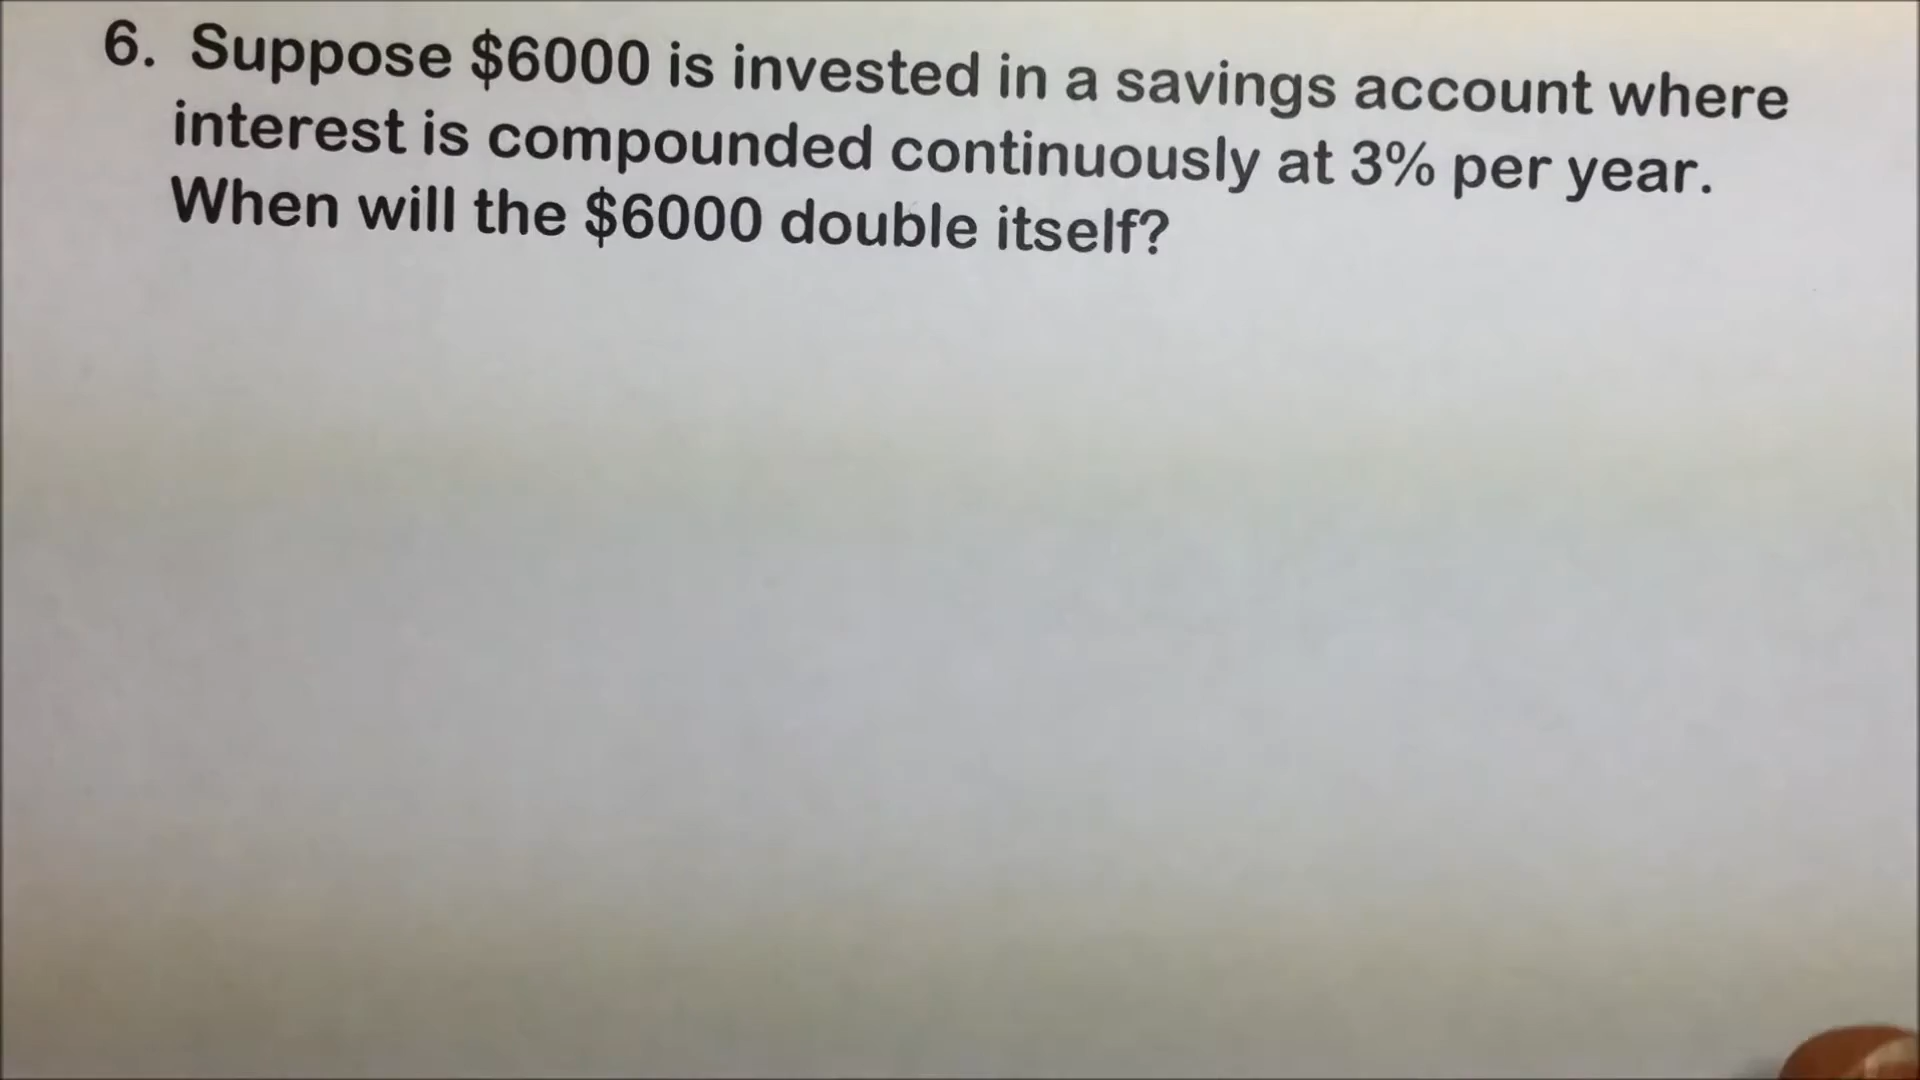 6. Suppose $6000 is invested in a savings account where
interest is compounded continuously at 3% per year.
When will the $6000 double itself?